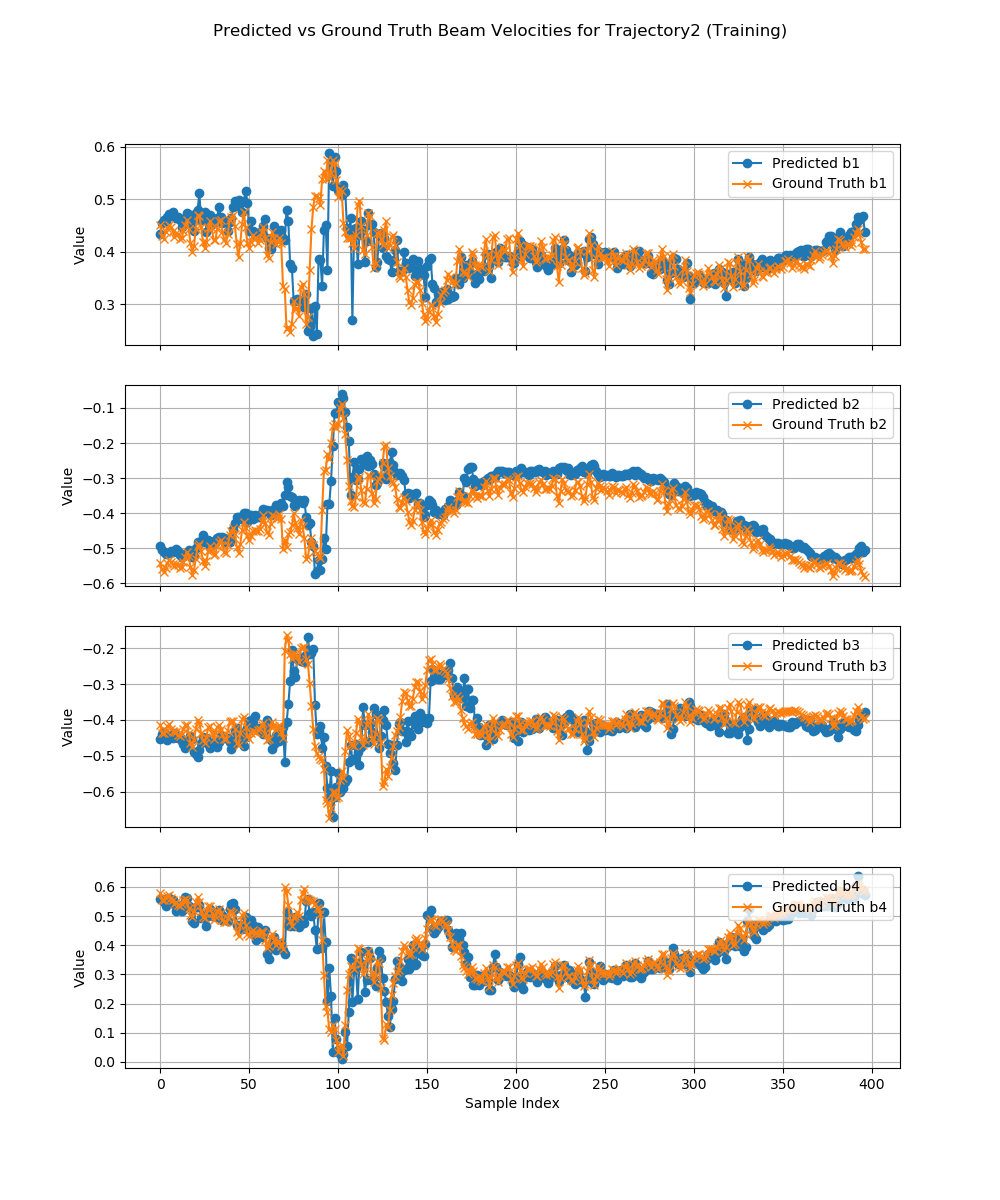 Predicted vs Ground Truth Beam Velocities for Trajectory2 (Training)
0.6
0.5
0.4
0.3
Value
Predicted b1
Ground Truth b1
−0.1
−0.2
−0.3
−0.4
−0.5
−0.6
Value
Predicted b2
Ground Truth b2
−0.2
−0.3
−0.4
−0.5
−0.6
Value
Predicted b3
Ground Truth b3
0.6
0.5
0.4
0.3
0.2
0.1
0.0
Value
Predicted b4
Ground Truth b4
0 50 100 150 200 250 300 350 400
Sample Index